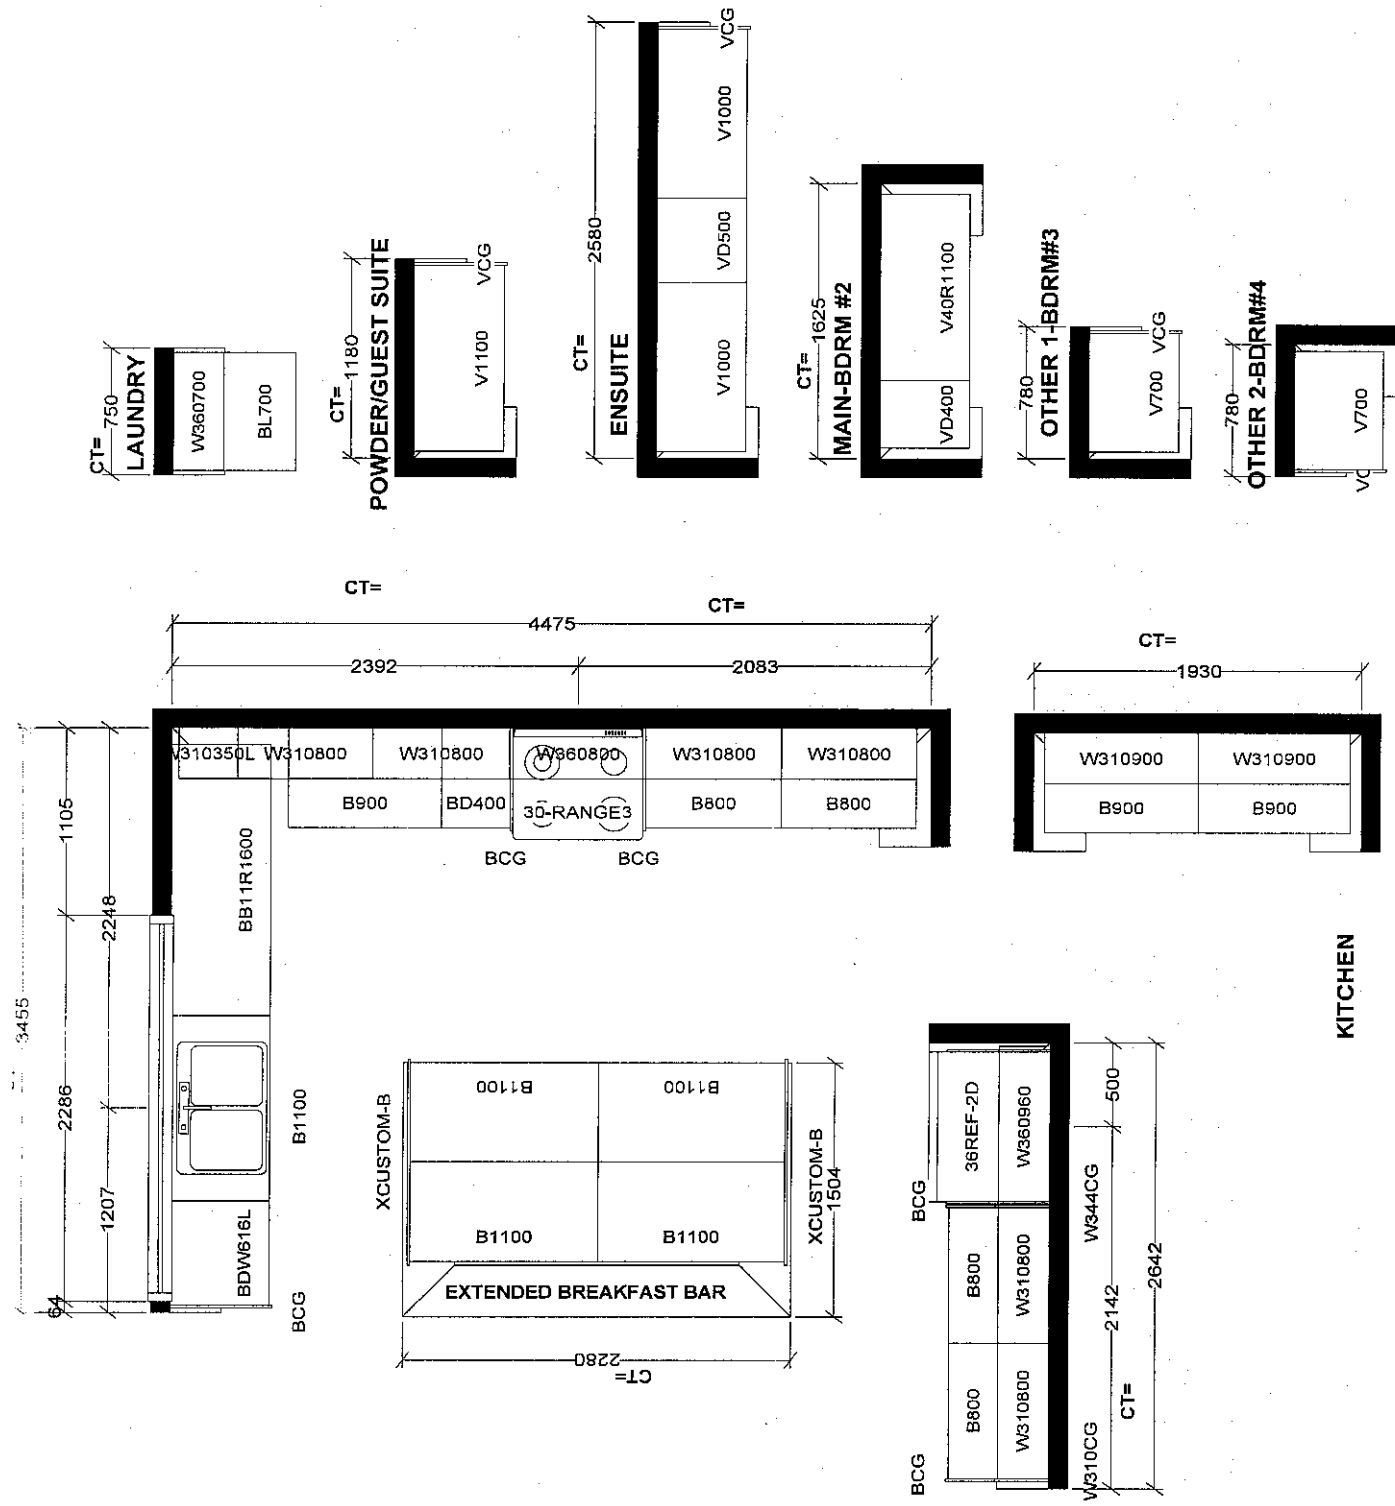 CT=
750
LAUNDRY
W360700
BL700
CT=
1180
POWDER/GUEST SUITE
V1100
VCG
CT=
2580
ENSUITE
V1000
VD500
V1000
VCG
CT=
1625
MAIN-BDRM #2
VD400
V40R1100
780
OTHER 1-BDRM#3
V700
VCG
780
OTHER 2-BDRM#4
V700
CT=
CT=
4475
2392
2083
W310800
W310800
W360800
W310800
W310800
B900
BD400
30-RANGE3
B800
B800
BCG
BCG
CT=
1930
W310900
W310900
B900
B900
KITCHEN
3455
1105
2286
64
2248
1207
BB11R1600
B1100
BDW616L
BCG
XCUSTOM-B
B1100
B1100
B1100
B1100
EXTENDED BREAKFAST BAR
XCUSTOM-B
1504
2280
CT=
36REF-2D
W360960
BCG
B800
W310800
B800
W310800
BCG
500
W344CG
2142
2642
CT=
W310CG